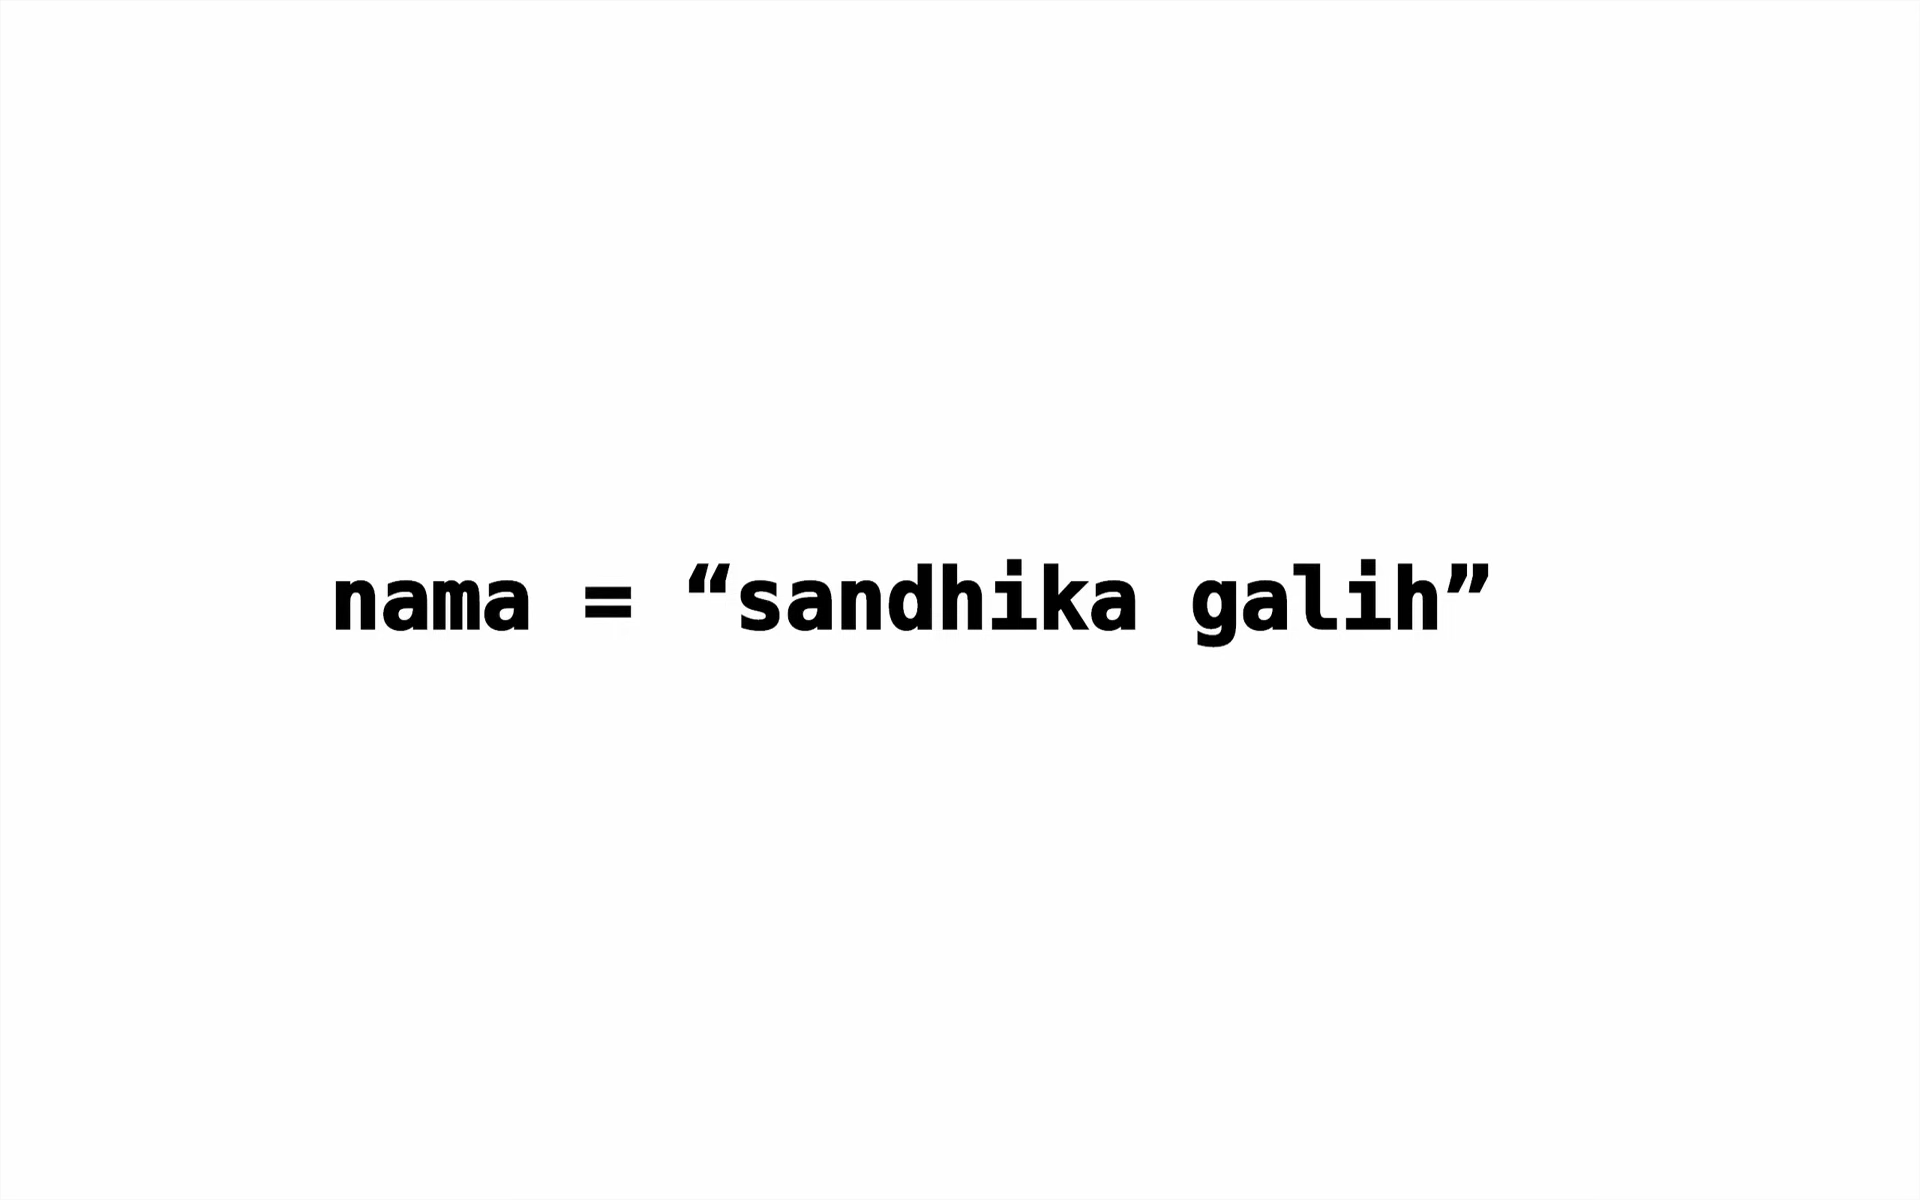 nama = “sandhika galih”